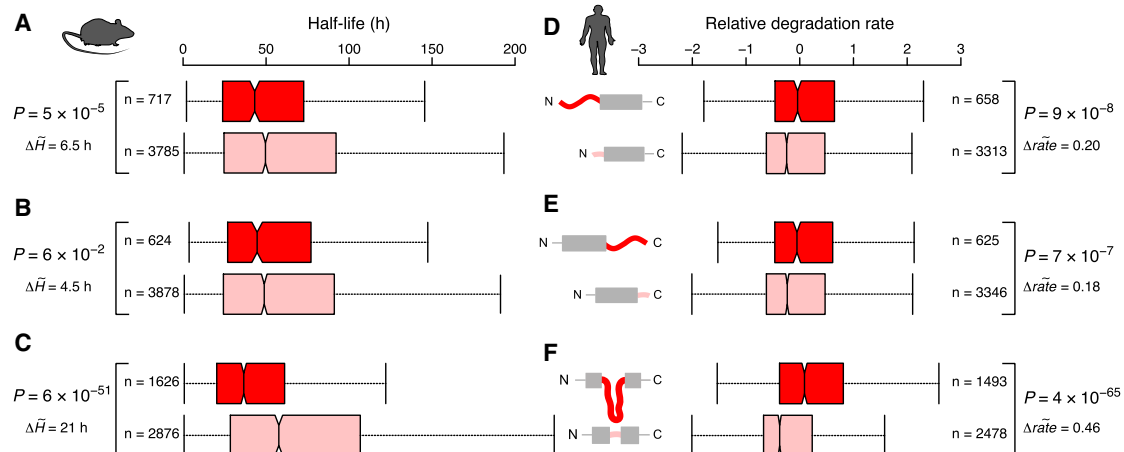 A
Half-life (h)
0 50 100 150 200
P = 5 × 10⁻⁵
ΔH̃ = 6.5 h
n = 717
n = 3785
B
P = 6 × 10⁻²
ΔH̃ = 4.5 h
n = 624
n = 3878
C
P = 6 × 10⁻⁵¹
ΔH̃ = 21 h
n = 1626
n = 2876
D
Relative degradation rate
−3 −2 −1 0 1 2 3
N C
N C
n = 658
n = 3313
P = 9 × 10⁻⁸
Δratẽ = 0.20
E
N C
N C
n = 625
n = 3346
P = 7 × 10⁻⁷
Δratẽ = 0.18
F
N C
N C
n = 1493
n = 2478
P = 4 × 10⁻⁶⁵
Δratẽ = 0.46